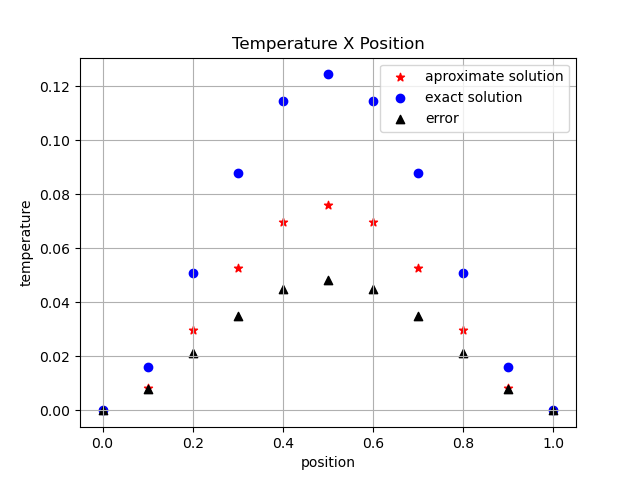 Temperature X Position
aproximate solution
exact solution
error
temperature
0.12
0.10
0.08
0.06
0.04
0.02
0.00
0.0 0.2 0.4 0.6 0.8 1.0
position